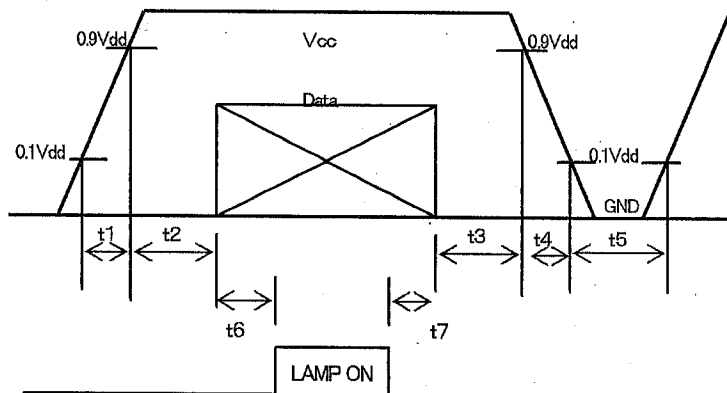 0.9Vdd
Vcc
0.9Vdd
Data
0.1Vdd
0.1Vdd
GND
t1
t2
t3
t4
t5
t6
t7
LAMP ON